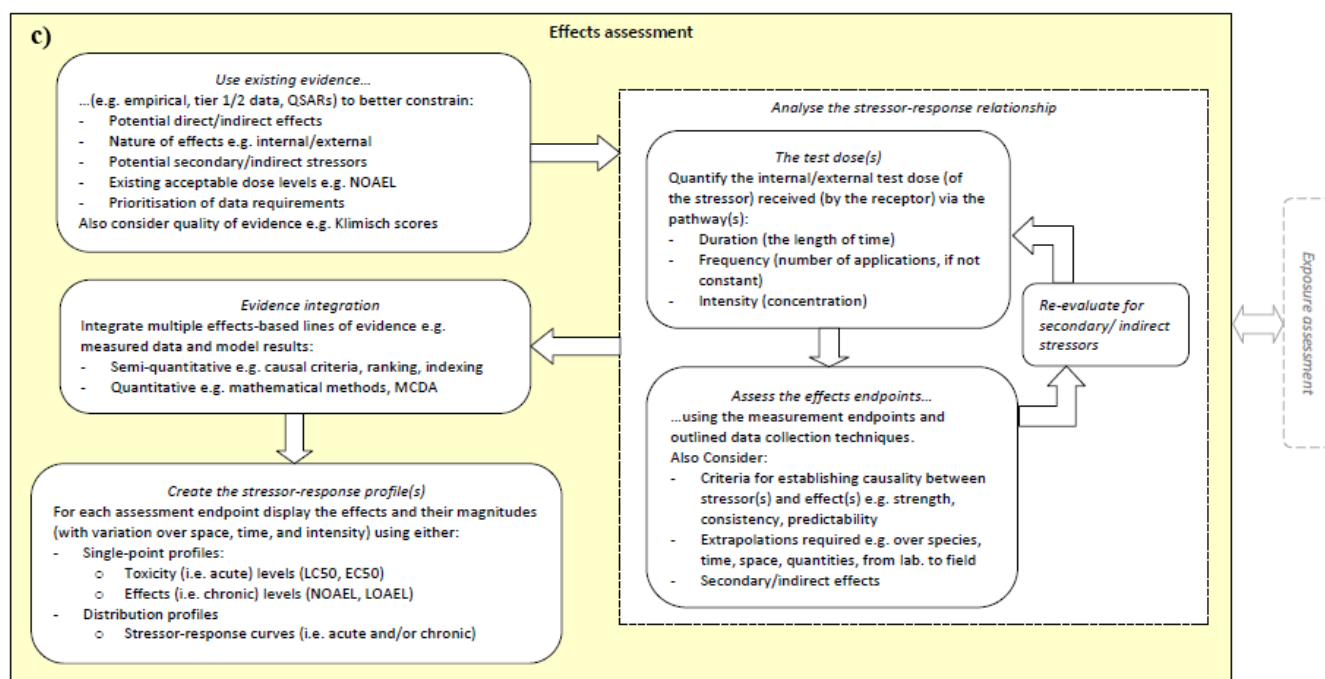 c)
Effects assessment
Use existing evidence...
...(e.g. empirical, tier 1/2 data, QSARs) to better constrain:
- Potential direct/indirect effects
- Nature of effects e.g. internal/external
- Potential secondary/indirect stressors
- Existing acceptable dose levels e.g. NOAEL
- Prioritisation of data requirements
Also consider quality of evidence e.g. Klimisch scores
Analyse the stressor-response relationship
The test dose(s)
Quantify the internal/external test dose (of
the stressor) received (by the receptor) via the
pathway(s):
- Duration (the length of time)
- Frequency (number of applications, if not
constant)
- Intensity (concentration)
Re-evaluate for
secondary/ indirect
stressors
Assess the effects endpoints...
...using the measurement endpoints and
outlined data collection techniques.
Also Consider:
- Criteria for establishing causality between
stressor(s) and effect(s) e.g. strength,
consistency, predictability
- Extrapolations required e.g. over species,
time, space, quantities, from lab. to field
- Secondary/indirect effects
Evidence integration
Integrate multiple effects-based lines of evidence e.g.
measured data and model results:
- Semi-quantitative e.g. causal criteria, ranking, indexing
- Quantitative e.g. mathematical methods, MCDA
Create the stressor-response profile(s)
For each assessment endpoint display the effects and their magnitudes
(with variation over space, time, and intensity) using either:
- Single-point profiles:
o Toxicity (i.e. acute) levels (LC50, EC50)
o Effects (i.e. chronic) levels (NOAEL, LOAEL)
- Distribution profiles
o Stressor-response curves (i.e. acute and/or chronic)
Exposure assessment